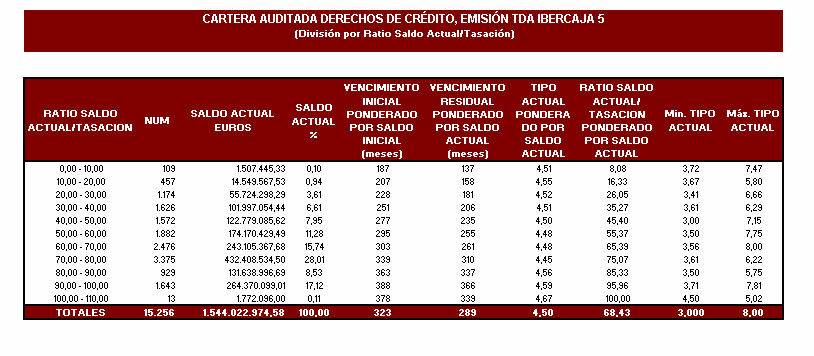 CARTERA AUDITADA DERECHOS DE CRÉDITO, EMISIÓN TDA IBERCAJA 5
(División por Ratio Saldo Actual/Tasación)
RATIO SALDO ACTUAL/TASACION NUM SALDO ACTUAL EUROS SALDO ACTUAL % VENCIMIENTO INICIAL PONDERADO POR SALDO INICIAL (meses) VENCIMIENTO RESIDUAL PONDERADO POR SALDO ACTUAL (meses) TIPO ACTUAL PONDERA DO POR SALDO ACTUAL RATIO SALDO ACTUAL/ TASACION PONDERADO POR SALDO ACTUAL Min. TIPO ACTUAL Máz. TIPO ACTUAL
0,00 - 10,00 109 1.507.445,33 0,10 187 137 4,51 8,08 3,72 7,47
10,00 - 20,00 457 14.549.567,53 0,94 207 158 4,55 16,33 3,67 5,80
20,00 - 30,00 1.174 55.724.298,29 3,61 228 181 4,52 26,05 3,41 6,66
30,00 - 40,00 1.626 101.997.054,44 6,61 251 206 4,51 35,27 3,61 6,29
40,00 - 50,00 1.572 122.779.085,62 7,95 277 235 4,50 45,40 3,00 7,15
50,00 - 60,00 1.882 174.170.429,49 11,28 295 255 4,48 55,37 3,50 7,75
60,00 - 70,00 2.476 243.105.367,68 15,74 303 261 4,48 65,39 3,56 8,00
70,00 - 80,00 3.375 432.408.534,50 28,01 339 310 4,45 75,07 3,61 6,22
80,00 - 90,00 929 131.638.996,69 8,53 363 337 4,56 85,33 3,50 5,75
90,00 - 100,00 1.643 264.370.099,01 17,12 388 366 4,59 95,96 3,71 7,81
100,00 - 110,00 13 1.772.096,00 0,11 378 339 4,67 100,00 4,50 5,02
TOTALES 15.256 1.544.022.974,58 100,00 323 289 4,50 68,43 3,000 8,00